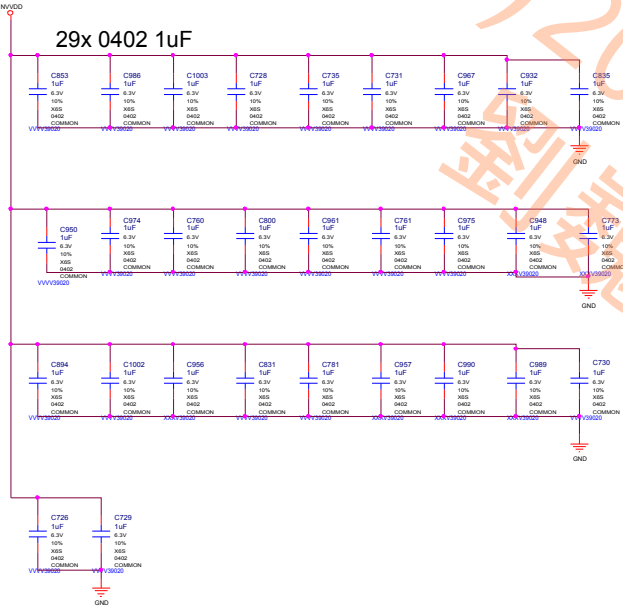 NVVDD
29x 0402 1uF
C853 C986 C1003 C728 C735 C731 C967 C932 C835
1uF 1uF 1uF 1uF 1uF 1uF 1uF 1uF 1uF
6.3V 6.3V 6.3V 6.3V 6.3V 6.3V 6.3V 6.3V 6.3V
10% 10% 10% 10% 10% 10% 10% 10% 10%
X6S X6S X6S X6S X6S X6S X6S X6S X6S
0402 0402 0402 0402 0402 0402 0402 0402 0402
COMMON COMMON COMMON COMMON COMMON COMMON COMMON COMMON COMMON
GND
C950 C974 C760 C800 C961 C761 C975 C948 C773
1uF 1uF 1uF 1uF 1uF 1uF 1uF 1uF 1uF
6.3V 6.3V 6.3V 6.3V 6.3V 6.3V 6.3V 6.3V 6.3V
10% 10% 10% 10% 10% 10% 10% 10% 10%
X6S X6S X6S X6S X6S X6S X6S X6S X6S
0402 0402 0402 0402 0402 0402 0402 0402 0402
COMMON COMMON COMMON COMMON COMMON COMMON COMMON COMMON COMMON
VVVV39020
GND
C894 C1002 C956 C831 C781 C957 C990 C989 C730
1uF 1uF 1uF 1uF 1uF 1uF 1uF 1uF 1uF
6.3V 6.3V 6.3V 6.3V 6.3V 6.3V 6.3V 6.3V 6.3V
10% 10% 10% 10% 10% 10% 10% 10% 10%
X6S X6S X6S X6S X6S X6S X6S X6S X6S
0402 0402 0402 0402 0402 0402 0402 0402 0402
COMMON COMMON COMMON COMMON COMMON COMMON COMMON COMMON COMMON
GND
C726 C729
1uF 1uF
6.3V 6.3V
10% 10%
X6S X6S
0402 0402
COMMON COMMON
GND